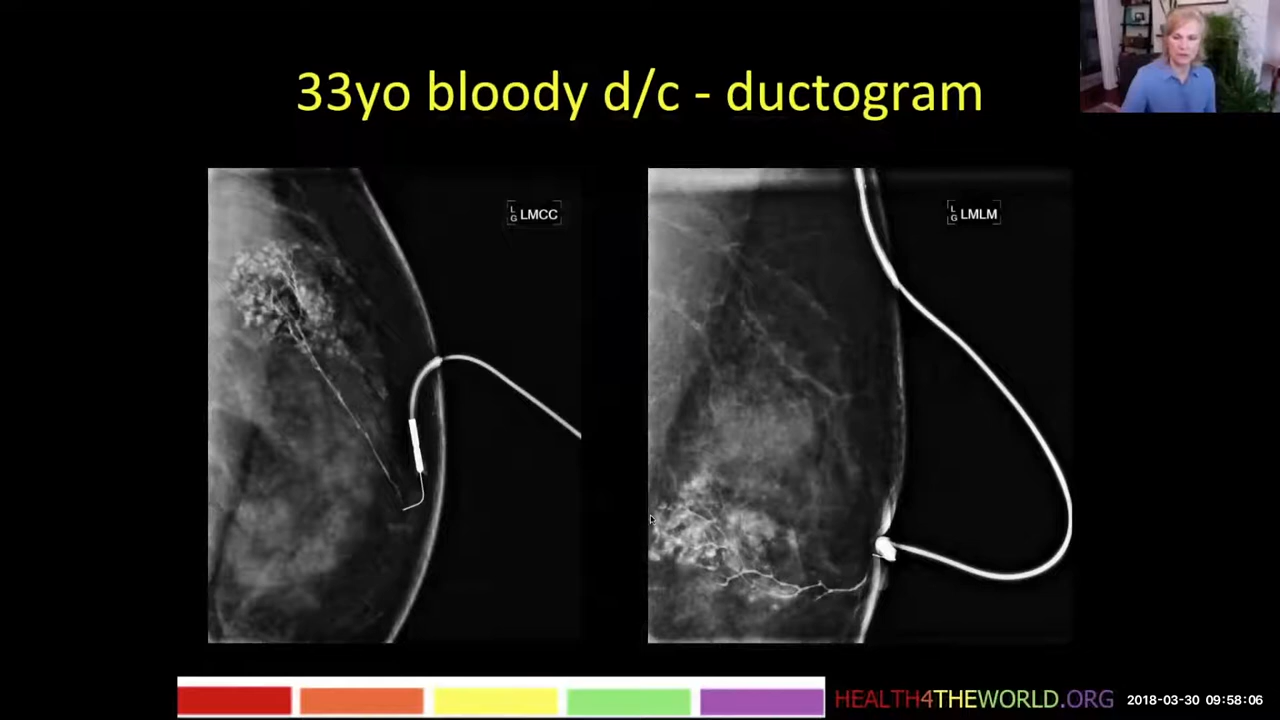 33yo bloody d/c - ductogram
L
G LMCC
L
G LMLM
HEALTH4THEWORLD.ORG
2018-03-30 09:58:06